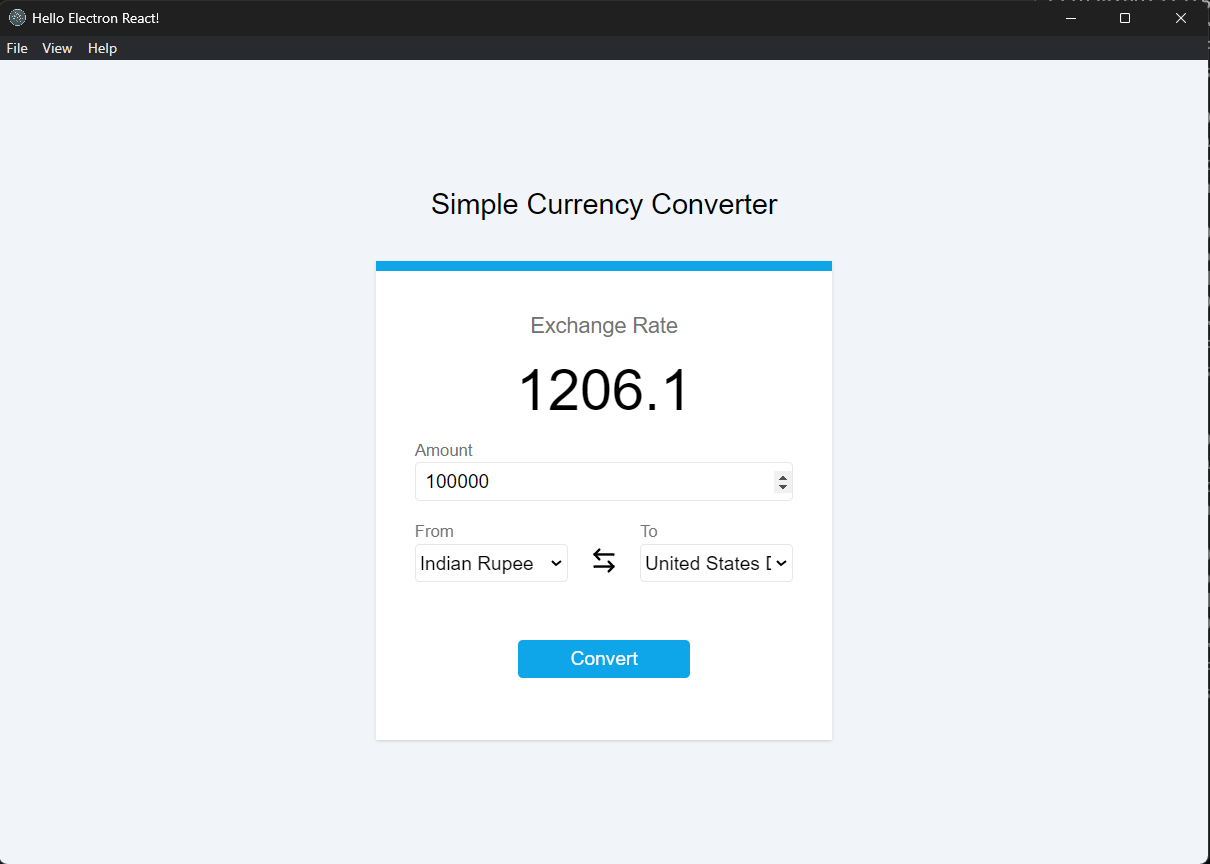 Hello Electron React!
File View Help
Simple Currency Converter
Exchange Rate
1206.1
Amount
100000
From To
Indian Rupee United States D
Convert